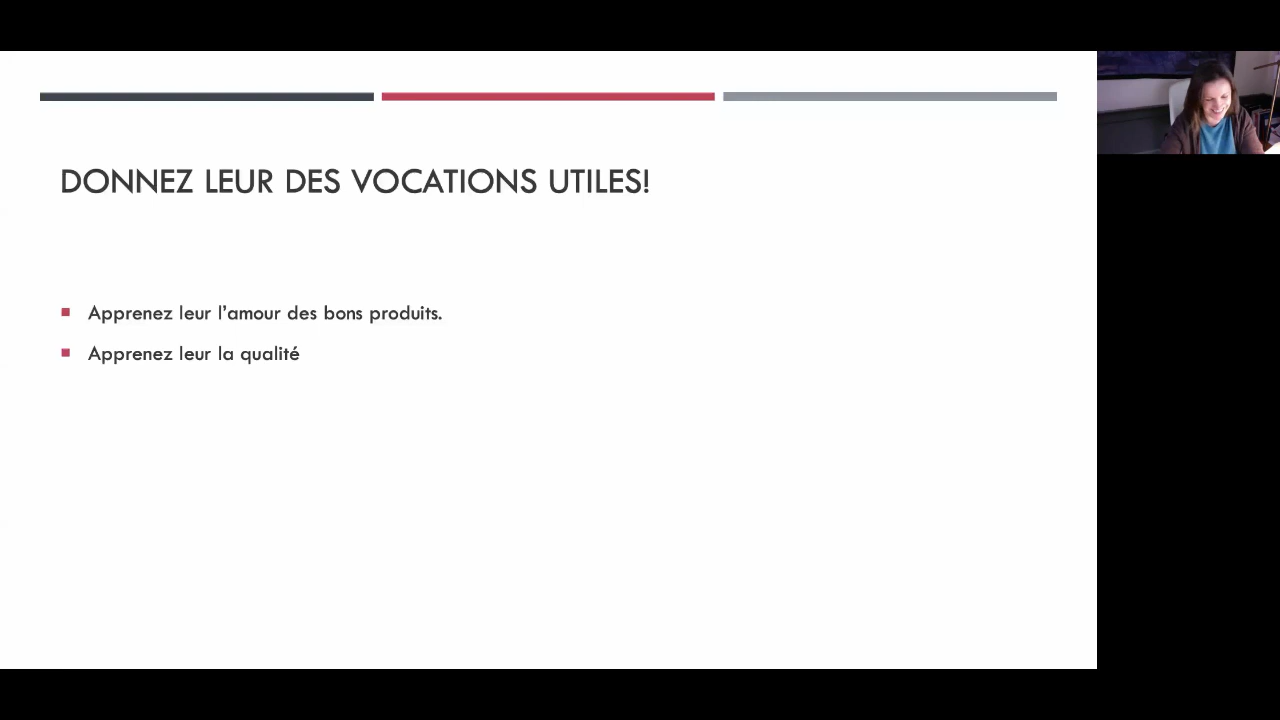 DONNEZ LEUR DES VOCATIONS UTILES!
Apprenez leur l'amour des bons produits.
Apprenez leur la qualité